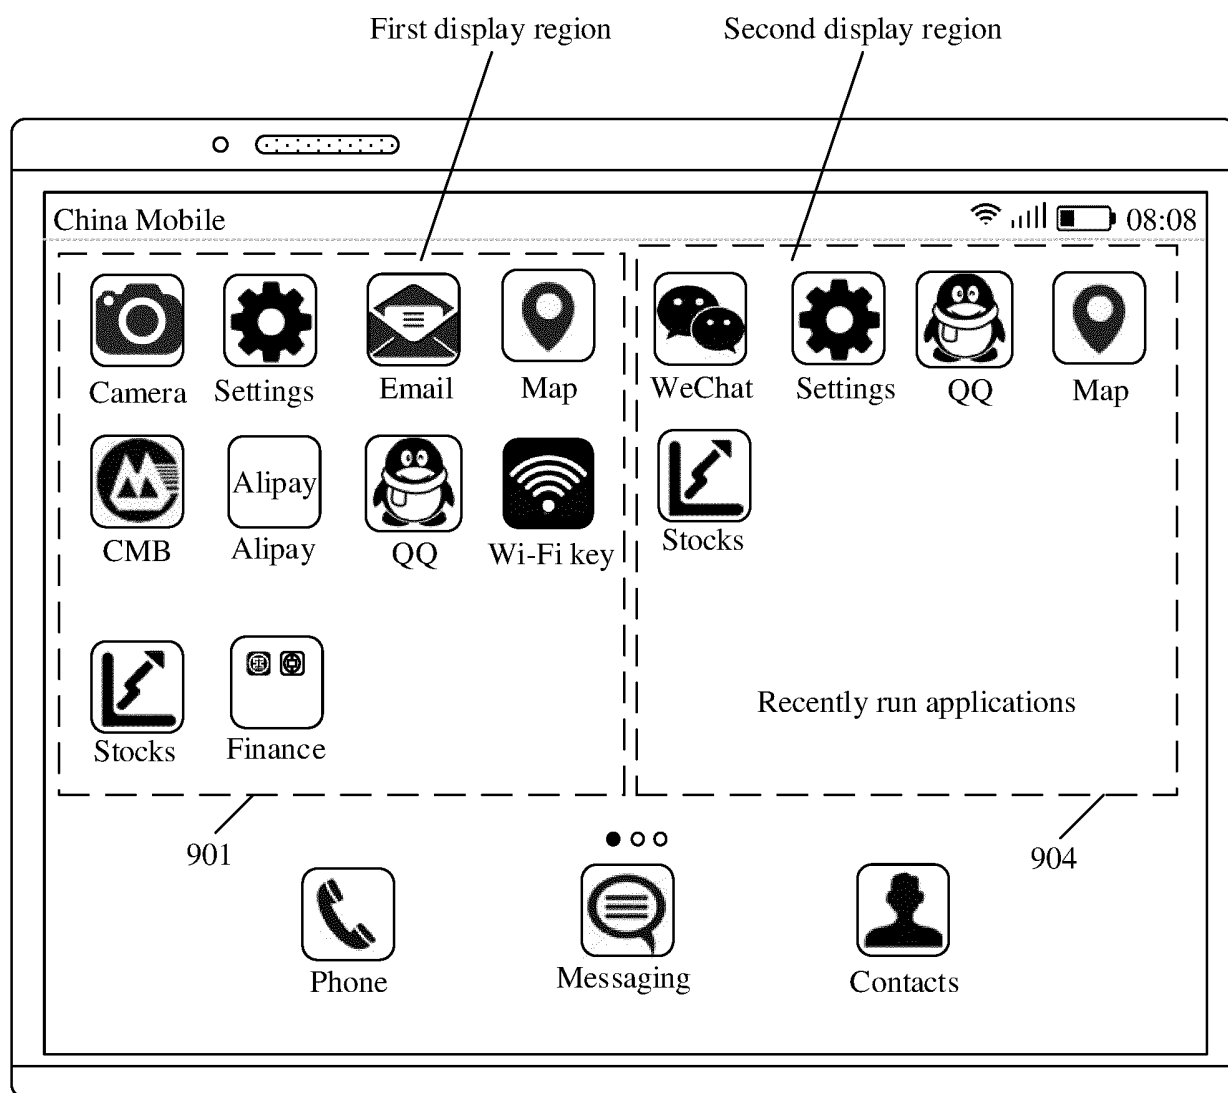 First display region Second display region
China Mobile 08:08
Camera Settings Email Map WeChat Settings QQ Map
Alipay
CMB Alipay QQ Wi-Fi key Stocks
Recently run applications
Stocks Finance
901 904
Phone Messaging Contacts